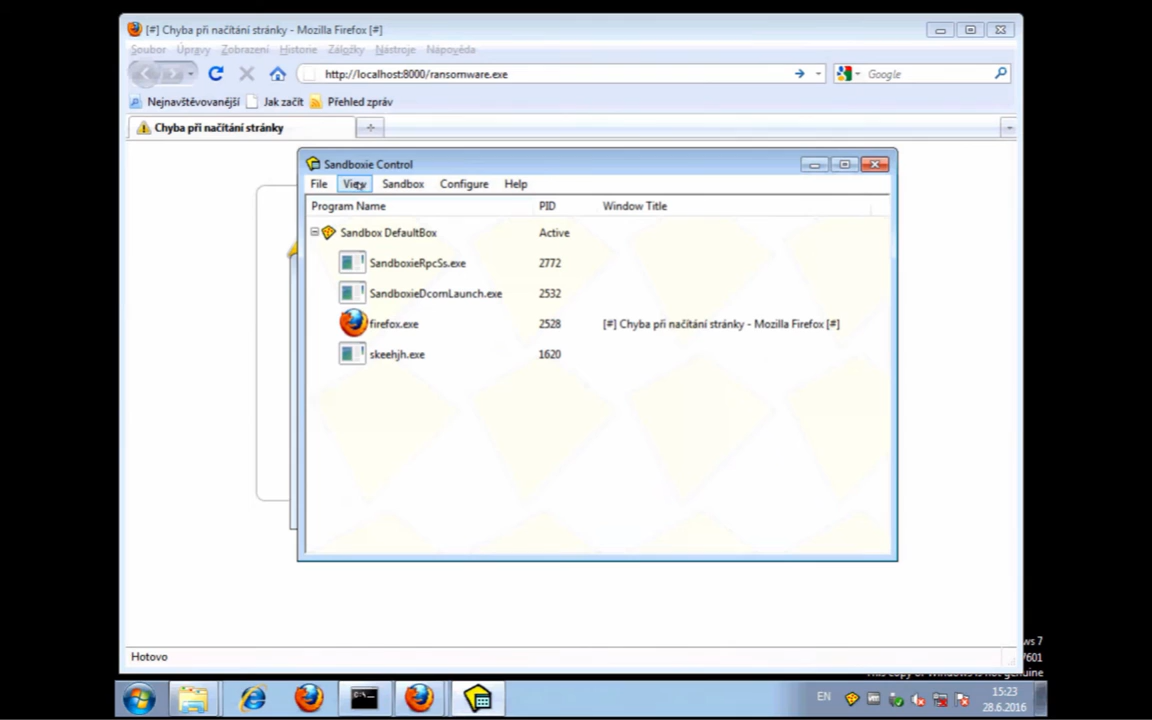 [#] Chyba při načítání stránky - Mozilla Firefox [#]
Soubor Úpravy Zobrazení Historie Záložky Nástroje Nápověda
http://localhost:8000/ransomware.exe
Google
Nejnavštěvovanější Jak začít Přehled zpráv
Chyba při načítání stránky
Sandboxie Control
File View Sandbox Configure Help
Program Name PID Window Title
Sandbox DefaultBox Active
SandboxieRpcSs.exe 2772
SandboxieDcomLaunch.exe 2532
firefox.exe 2528 [#] Chyba při načítání stránky - Mozilla Firefox [#]
skeehjh.exe 1620
Hotovo
ws 7
7601
This copy of Windows is not genuine
EN
15:23
28.6.2016